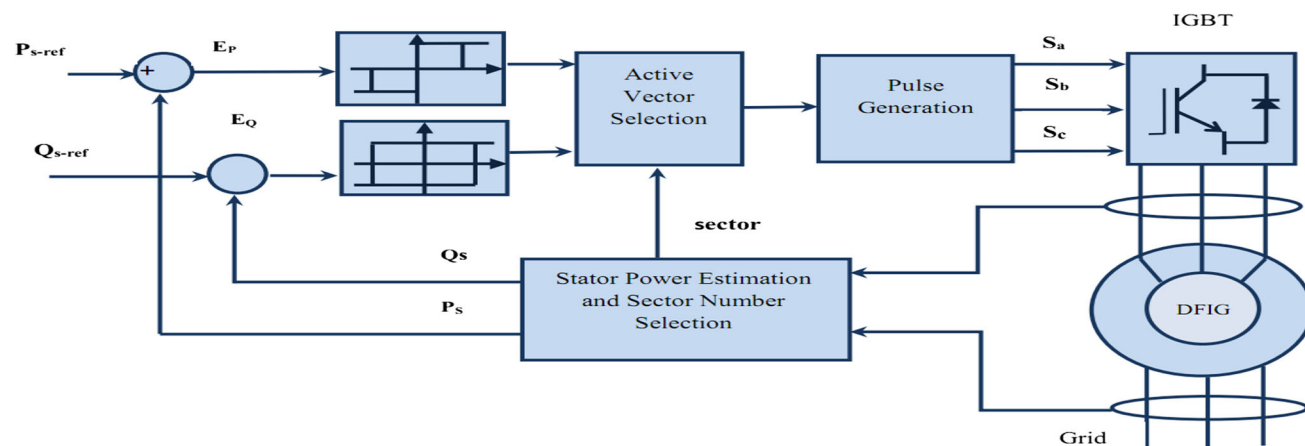 IGBT
Ps-ref
+
EP
Sa
Sb
Sc
Active
Vector
Selection
Pulse
Generation
EQ
Qs-ref
sector
Qs
Ps
Stator Power Estimation
and Sector Number
Selection
DFIG
Grid